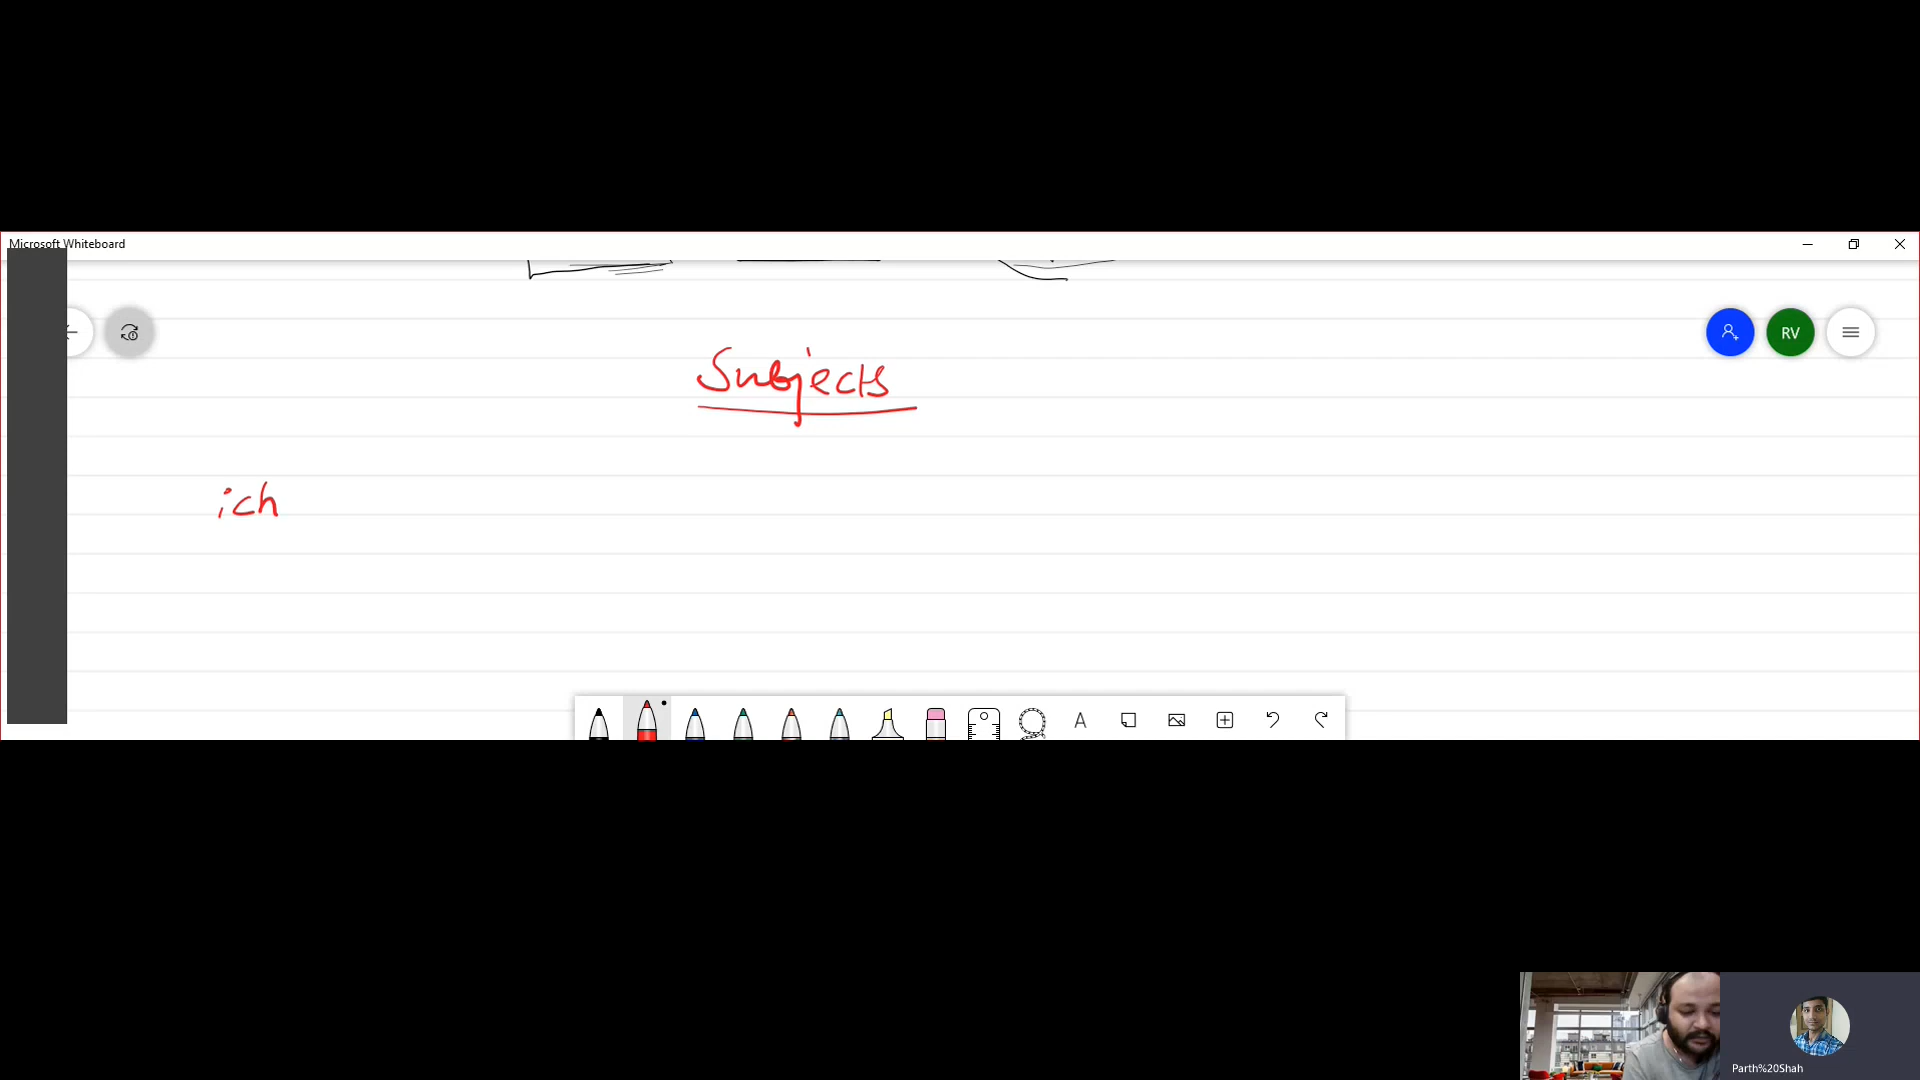 Microsoft Whiteboard
RV
Subjects
ich
A
Parth%20Shah